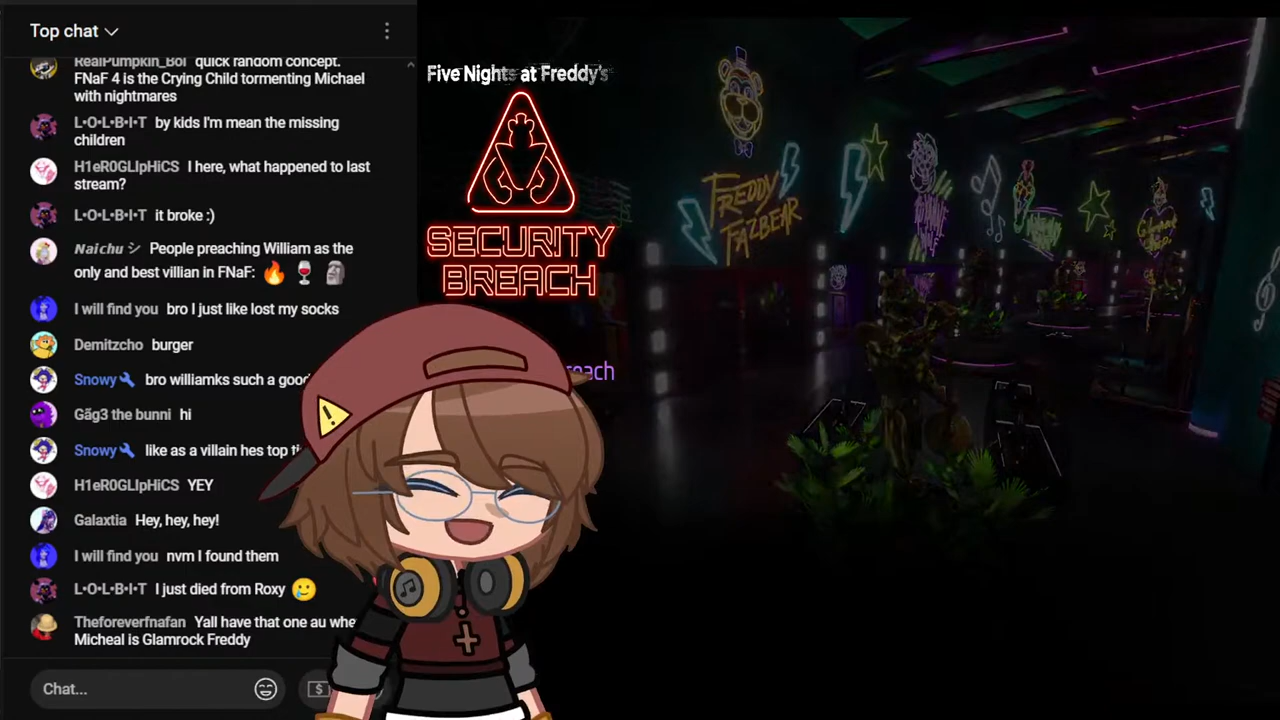 Top chat
RealPumpkin_Boi quick random concept.
FNaF 4 is the Crying Child tormenting Michael
with nightmares
L•O•L•B•I•T by kids I'm mean the missing
children
H1eR0GLIpHiCS I here, what happened to last
stream?
L•O•L•B•I•T it broke :)
Naichu シ People preaching William as the
only and best villian in FNaF: 🔥 🍷 🗿
I will find you bro I just like lost my socks
Demitzcho burger
Snowy bro williamks such a good
Gãg3 the bunni hi
Snowy like as a villain hes top
H1eR0GLIpHiCS YEY
Galaxtia Hey, hey, hey!
I will find you nvm I found them
L•O•L•B•I•T I just died from Roxy 🥲
Theforeverfnafan Yall have that one au whe
Micheal is Glamrock Freddy
Chat...
Five Nights at Freddy's
SECURITY
BREACH
reach
FREDDY
FAZBEAR